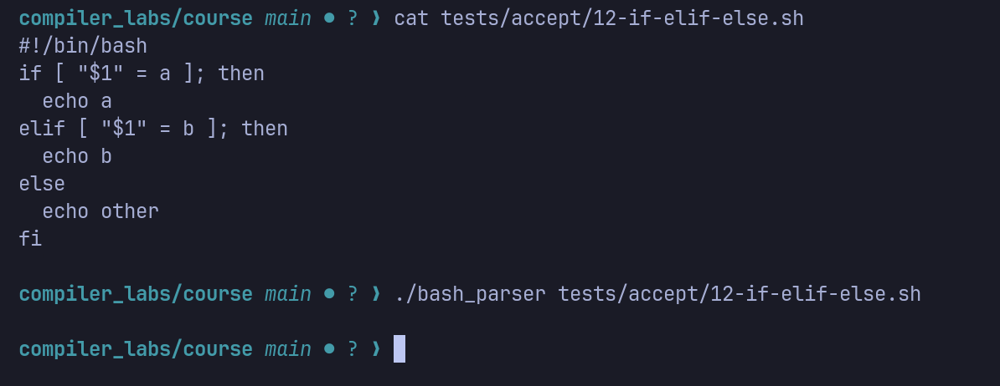 compiler_labs/course main ● ? ❯ cat tests/accept/12-if-elif-else.sh
#!/bin/bash
if [ "$1" = a ]; then
  echo a
elif [ "$1" = b ]; then
  echo b
else
  echo other
fi
compiler_labs/course main ● ? ❯ ./bash_parser tests/accept/12-if-elif-else.sh
compiler_labs/course main ● ? ❯